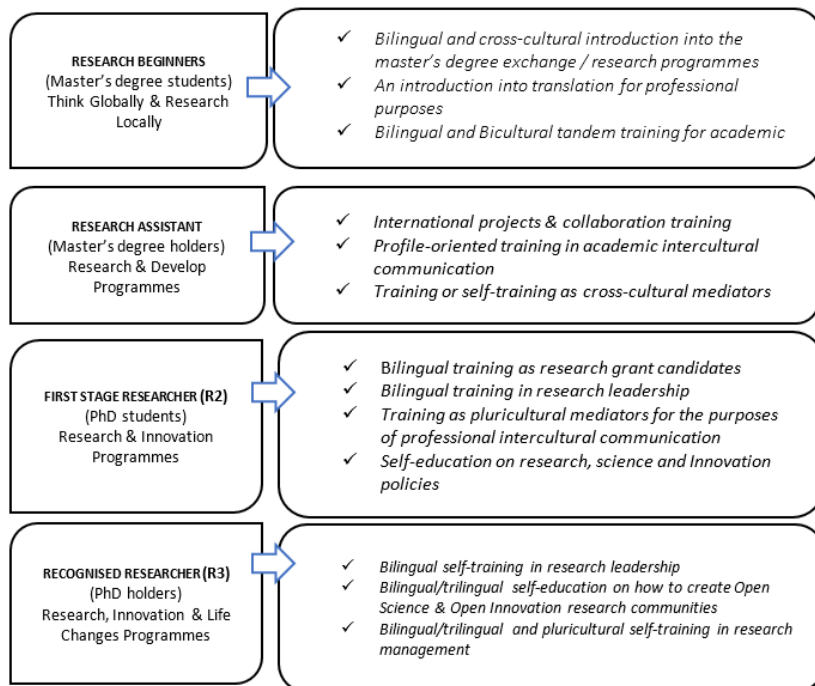 RESEARCH BEGINNERS
(Master's degree students)
Think Globally & Research
Locally
✓ Bilingual and cross-cultural introduction into the
master's degree exchange / research programmes
✓ An introduction into translation for professional
purposes
✓ Bilingual and Bicultural tandem training for academic
RESEARCH ASSISTANT
(Master's degree holders)
Research & Develop
Programmes
✓ International projects & collaboration training
✓ Profile-oriented training in academic intercultural
communication
✓ Training or self-training as cross-cultural mediators
FIRST STAGE RESEARCHER (R2)
(PhD students)
Research & Innovation
Programmes
✓ Bilingual training as research grant candidates
✓ Bilingual training in research leadership
✓ Training as pluricultural mediators for the purposes
of professional intercultural communication
✓ Self-education on research, science and Innovation
policies
RECOGNISED RESEARCHER (R3)
(PhD holders)
Research, Innovation & Life
Changes Programmes
✓ Bilingual self-training in research leadership
✓ Bilingual/trilingual self-education on how to create Open
Science & Open Innovation research communities
✓ Bilingual/trilingual and pluricultural self-training in research
management